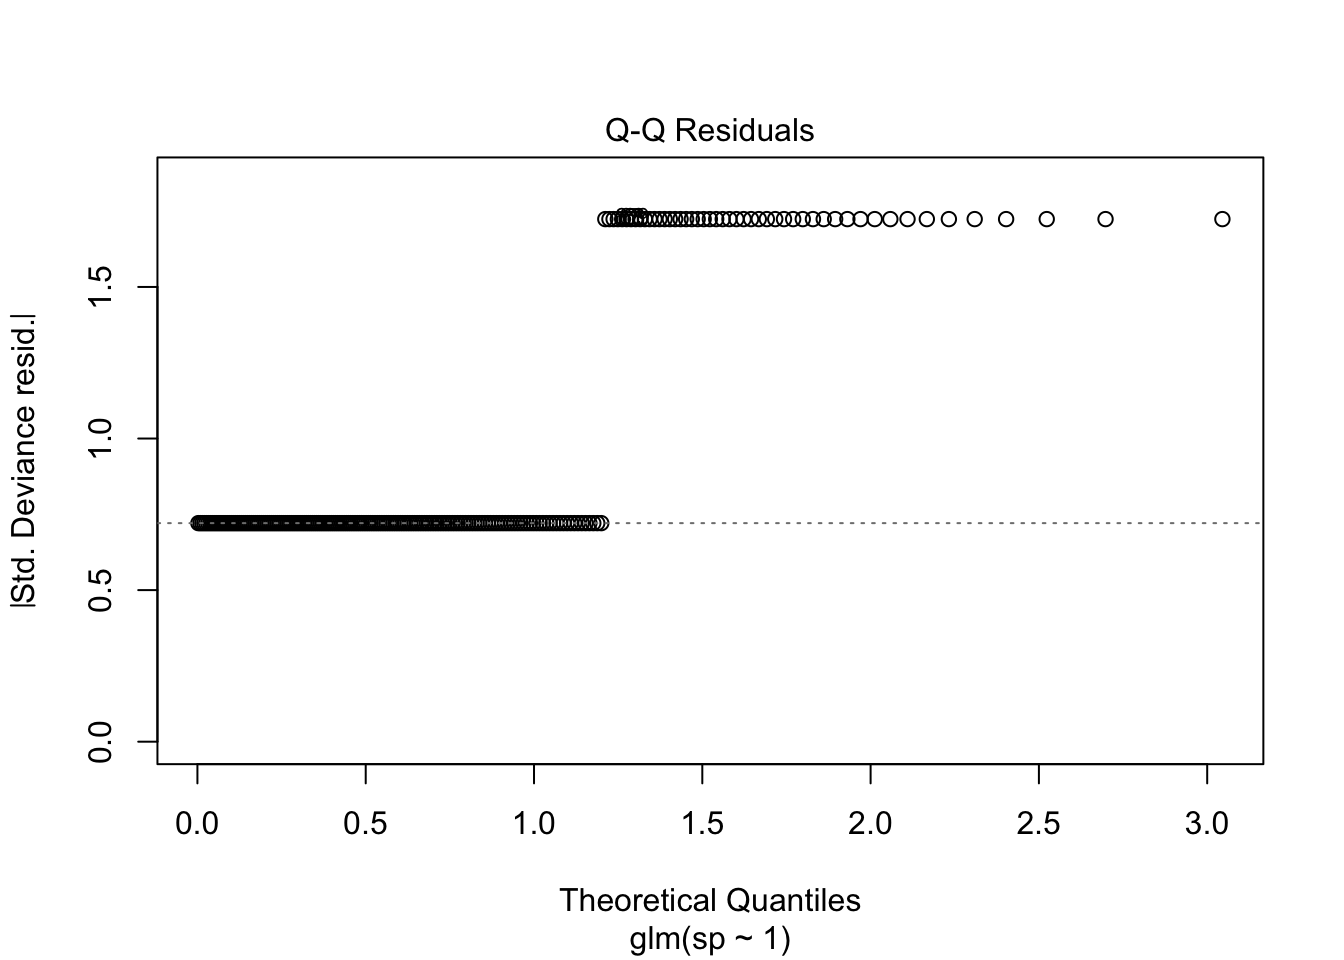 Q-Q Residuals
|Std. Deviance resid.|
1.5
1.0
0.5
0.0
0.0 0.5 1.0 1.5 2.0 2.5 3.0
Theoretical Quantiles
glm(sp ~ 1)